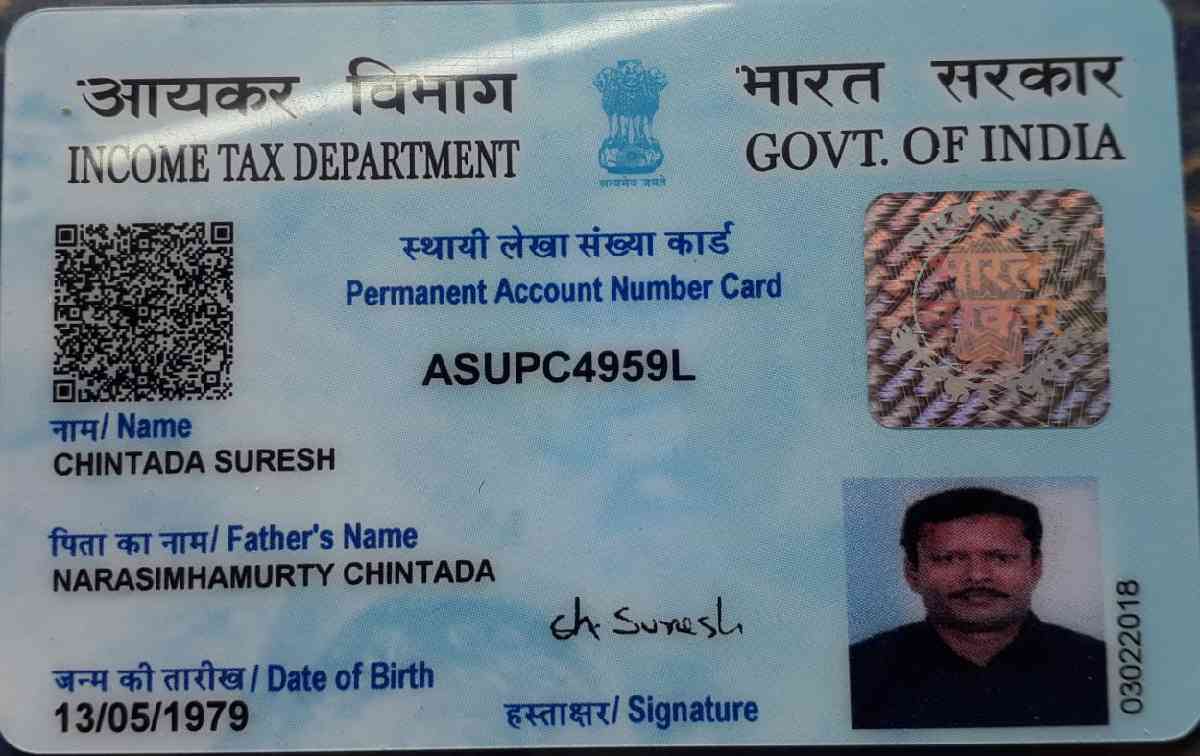 आयकर विभाग
INCOME TAX DEPARTMENT
सत्यमेव जयते
भारत सरकार
GOVT. OF INDIA
स्थायी लेखा संख्या कार्ड
Permanent Account Number Card
ASUPC4959L
भारत
नाम/ Name
CHINTADA SURESH
पिता का नाम/ Father's Name
NARASIMHAMURTY CHINTADA
ch. Suresh
जन्म की तारीख/ Date of Birth
13/05/1979
हस्ताक्षर/ Signature
03022018